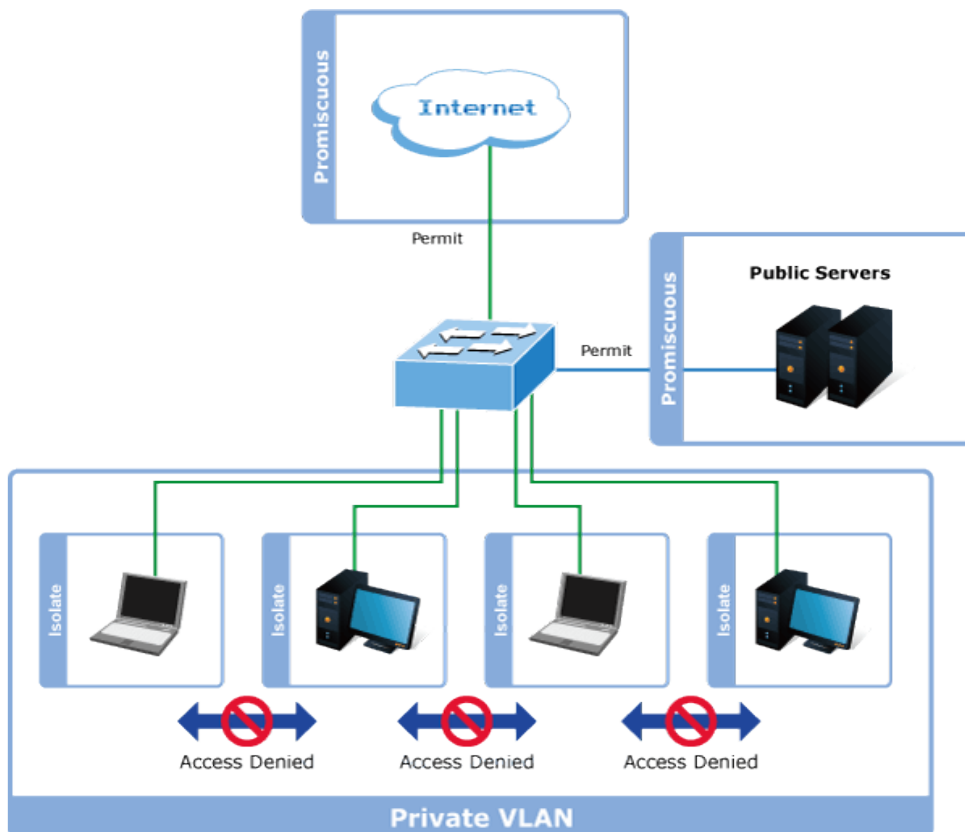 Promiscuous
Internet
Permit
Public Servers
Permit
Promiscuous
Isolate
Isolate
Isolate
Isolate
Access Denied
Access Denied
Access Denied
Private VLAN